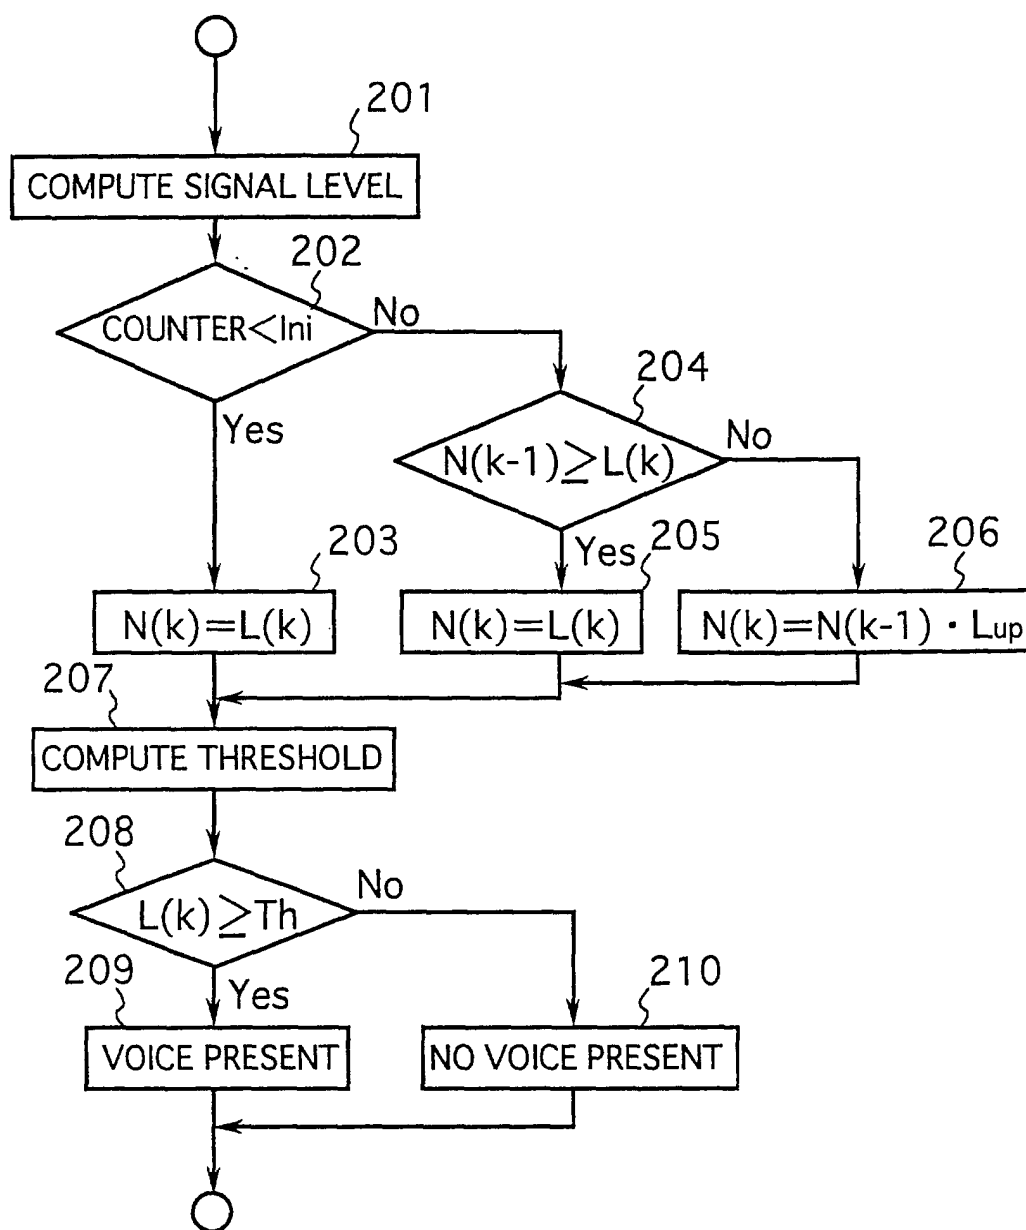 201
COMPUTE SIGNAL LEVEL
202
COUNTER<Ini
No
Yes
204
N(k-1)≥L(k)
No
Yes
203
N(k)=L(k)
205
N(k)=L(k)
206
N(k)=N(k-1)・Lup
207
COMPUTE THRESHOLD
208
L(k)≥Th
No
Yes
209
VOICE PRESENT
210
NO VOICE PRESENT